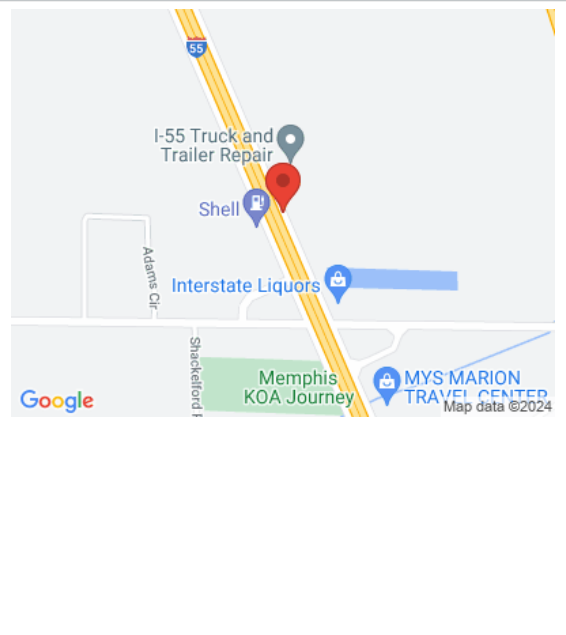 55
I-55 Truck and
Trailer Repair
Shell
Adams Cir
Interstate Liquors
Shackelford
Memphis
KOA Journey
MYS MARION
TRAVEL CENTER
Google
Map data ©2024